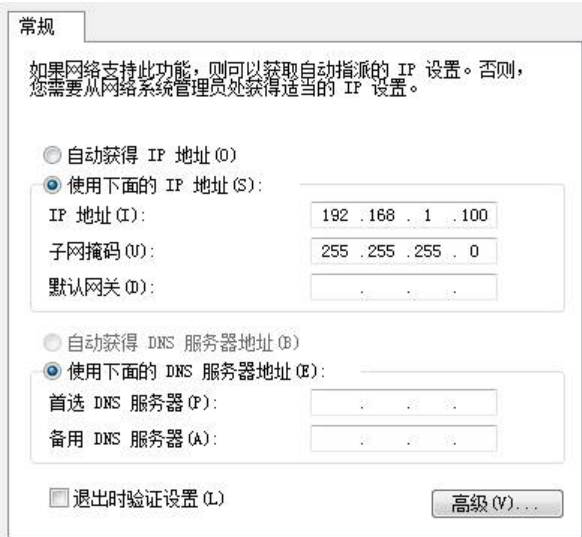 常规
如果网络支持此功能，则可以获取自动指派的 IP 设置。否则，
您需要从网络系统管理员处获得适当的 IP 设置。
自动获得 IP 地址(O)
使用下面的 IP 地址(S):
IP 地址(I): 192 .168 . 1 .100
子网掩码(U): 255 .255 .255 . 0
默认网关(D): . . .
自动获得 DNS 服务器地址(B)
使用下面的 DNS 服务器地址(E):
首选 DNS 服务器(P): . . .
备用 DNS 服务器(A): . . .
退出时验证设置(L) 高级(V)...